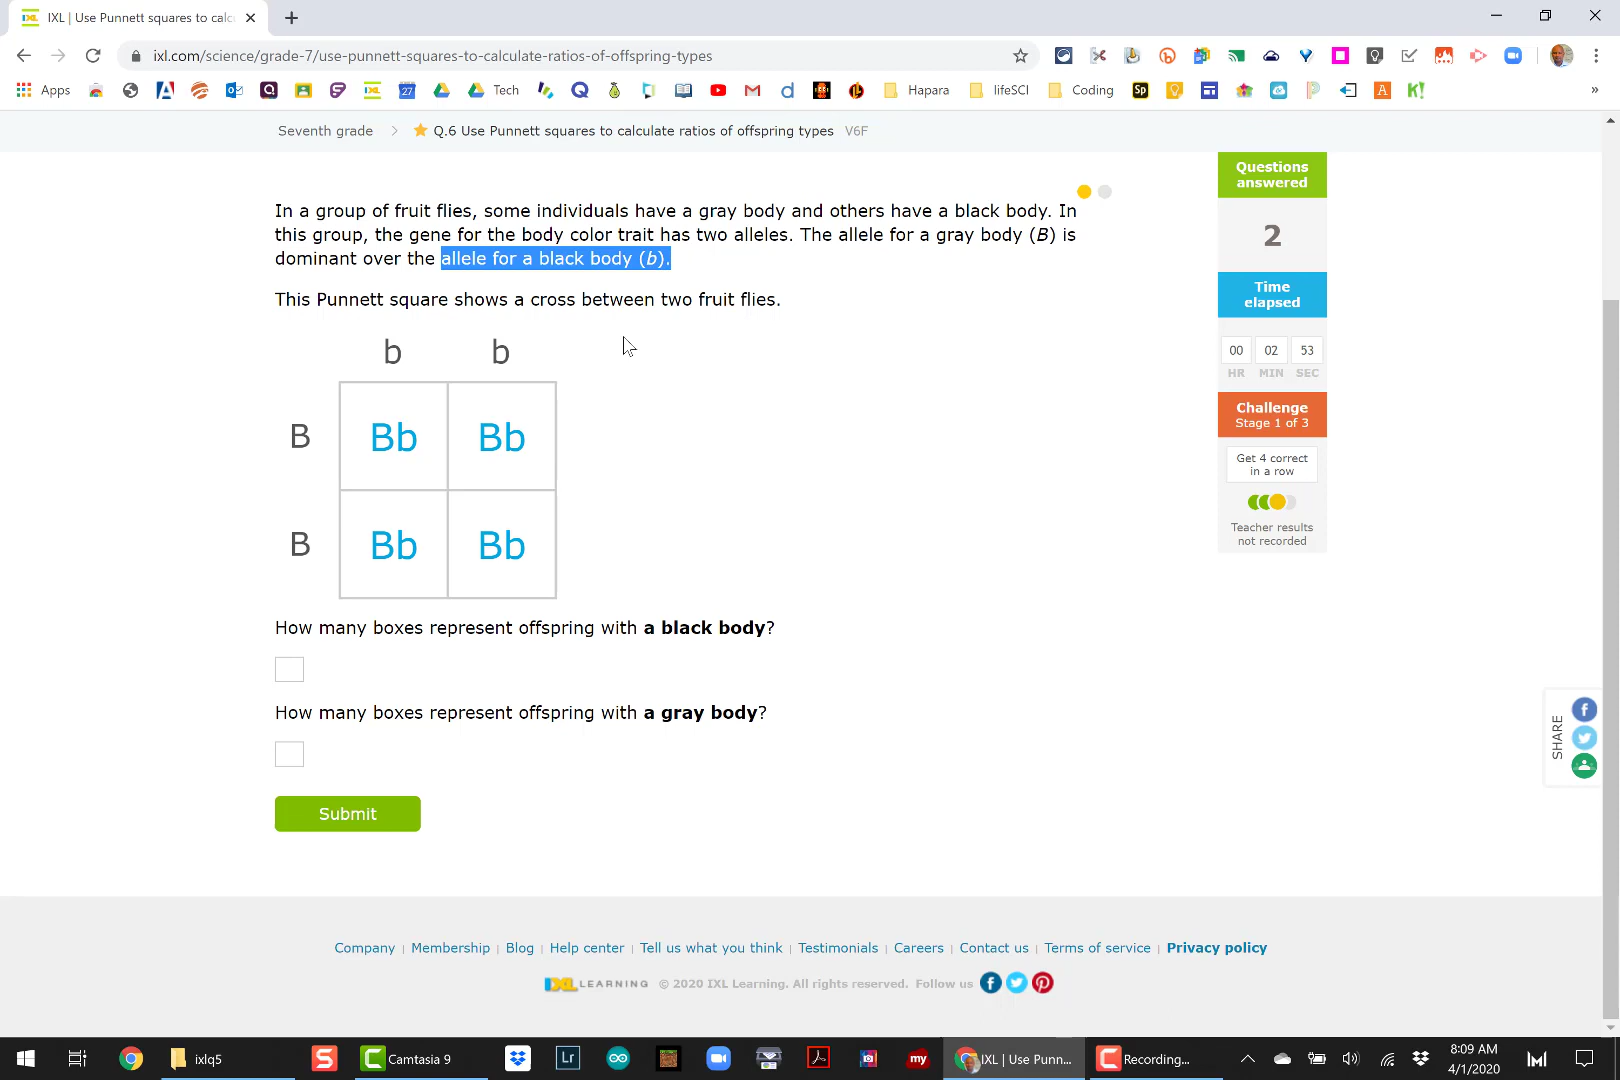 IXL | Use Punnett squares to calc
ixl.com/science/grade-7/use-punnett-squares-to-calculate-ratios-of-offspring-types
Apps
27
Tech
Hapara
lifeSCI
Coding
Sp
K!
»
Seventh grade > Q.6 Use Punnett squares to calculate ratios of offspring types V6F
In a group of fruit flies, some individuals have a gray body and others have a black body. In
this group, the gene for the body color trait has two alleles. The allele for a gray body (B) is
dominant over the allele for a black body (b).
This Punnett square shows a cross between two fruit flies.
b b
B Bb Bb
B Bb Bb
How many boxes represent offspring with a black body?
How many boxes represent offspring with a gray body?
Submit
Questions
answered
2
Time
elapsed
00 02 53
HR MIN SEC
Challenge
Stage 1 of 3
Get 4 correct
in a row
Teacher results
not recorded
SHARE
Company | Membership | Blog | Help center | Tell us what you think | Testimonials | Careers | Contact us | Terms of service | Privacy policy
IXL LEARNING © 2020 IXL Learning. All rights reserved. Follow us
ixlq5
Camtasia 9
Lr
my
IXL | Use Punn...
Recording...
8:09 AM
4/1/2020